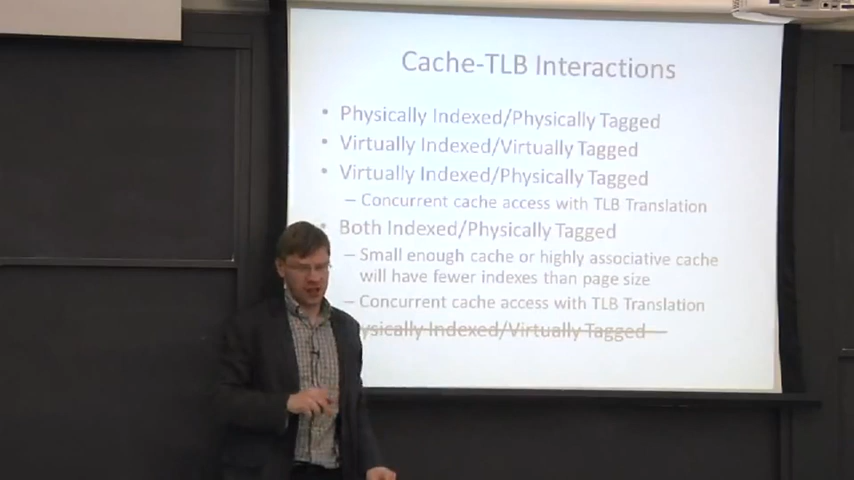 Cache-TLB Interactions
• Physically Indexed/Physically Tagged
• Virtually Indexed/Virtually Tagged
• Virtually Indexed/Physically Tagged
– Concurrent cache access with TLB Translation
• Both Indexed/Physically Tagged
– Small enough cache or highly associative cache
will have fewer indexes than page size
– Concurrent cache access with TLB Translation
ysically Indexed/Virtually Tagged